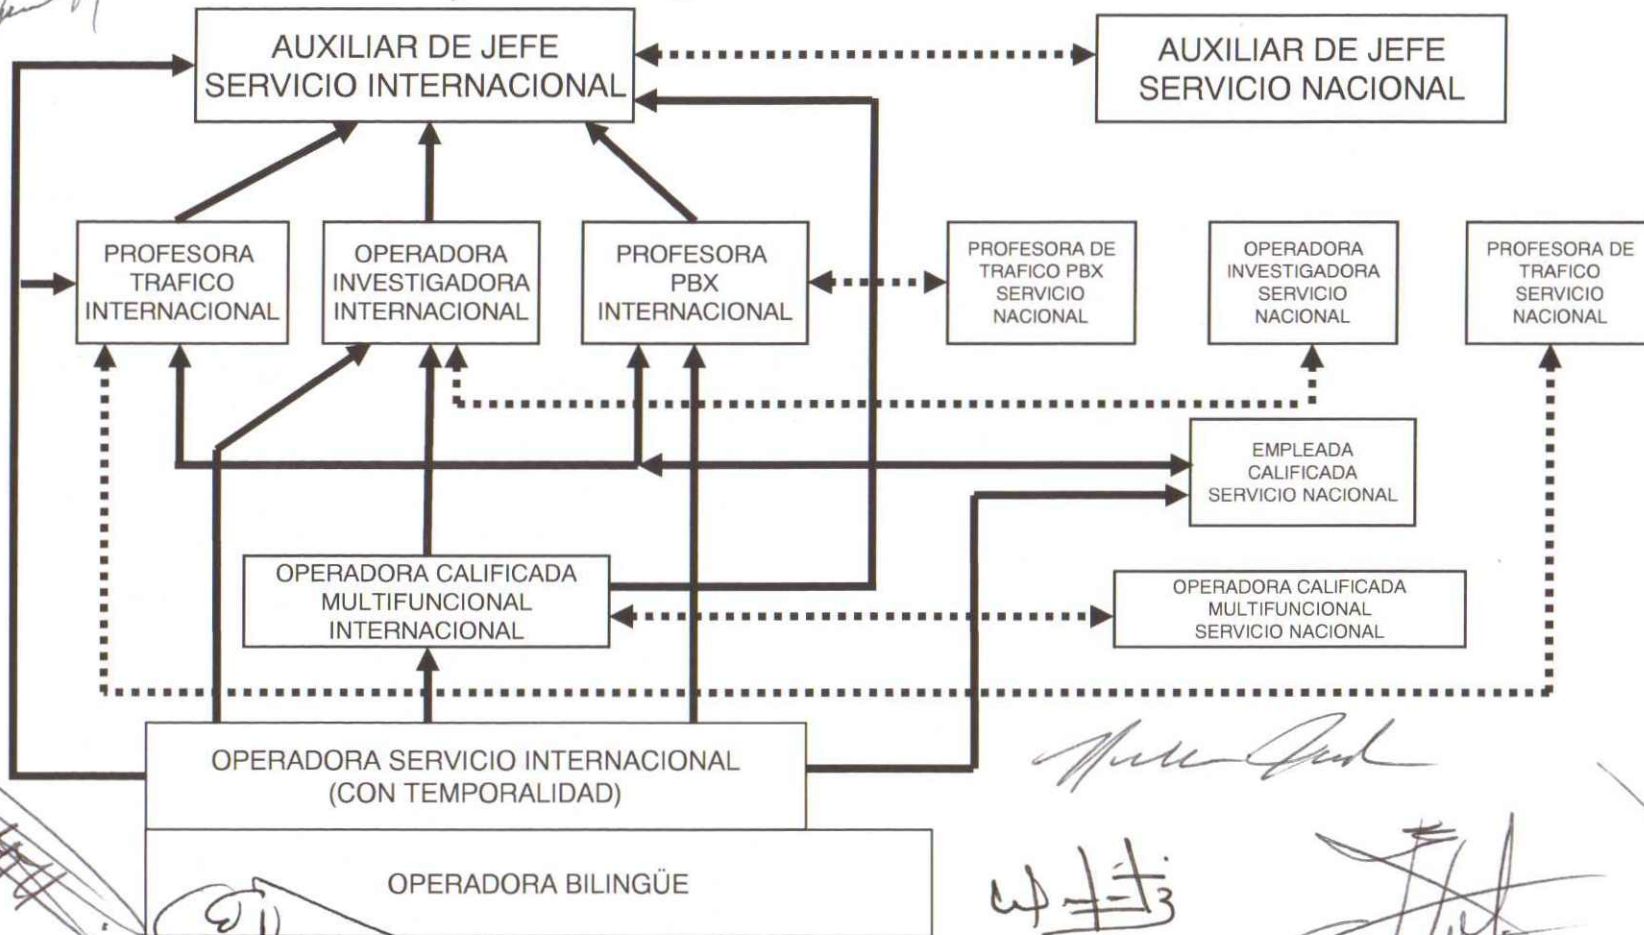 AUXILIAR DE JEFE
SERVICIO INTERNACIONAL
AUXILIAR DE JEFE
SERVICIO NACIONAL
PROFESORA
TRAFICO
INTERNACIONAL
OPERADORA
INVESTIGADORA
INTERNACIONAL
PROFESORA
PBX
INTERNACIONAL
PROFESORA DE
TRAFICO PBX
SERVICIO
NACIONAL
OPERADORA
INVESTIGADORA
SERVICIO
NACIONAL
PROFESORA DE
TRAFICO
SERVICIO
NACIONAL
EMPLEADA
CALIFICADA
SERVICIO NACIONAL
OPERADORA CALIFICADA
MULTIFUNCIONAL
INTERNACIONAL
OPERADORA CALIFICADA
MULTIFUNCIONAL
SERVICIO NACIONAL
OPERADORA SERVICIO INTERNACIONAL
(CON TEMPORALIDAD)
OPERADORA BILINGÜE